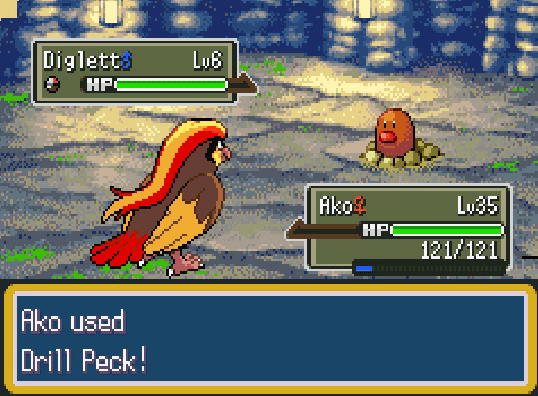 Diglett♂ Lv6
HP
Ako♀ Lv35
HP
121/121
Ako used
Drill Peck!